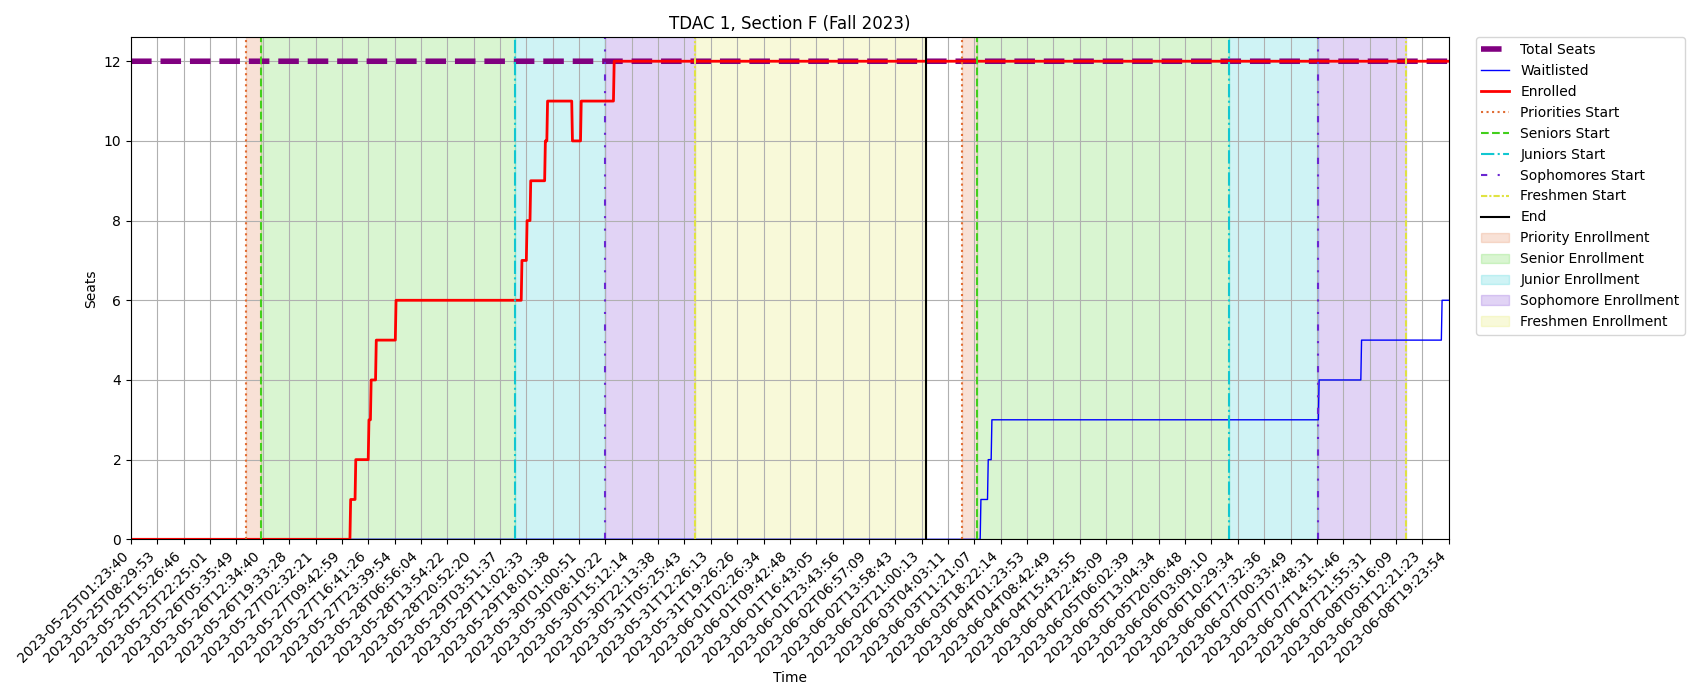 TDAC 1, Section F (Fall 2023)
Seats
12
10
8
6
4
2
0
2023-05-25T01:23:40
2023-05-25T08:29:53
2023-05-25T15:26:46
2023-05-25T22:25:01
2023-05-26T05:35:49
2023-05-26T12:34:40
2023-05-26T19:33:28
2023-05-27T02:32:21
2023-05-27T09:42:59
2023-05-27T16:41:26
2023-05-27T23:39:54
2023-05-28T06:56:04
2023-05-28T13:54:22
2023-05-28T20:52:20
2023-05-29T03:51:37
2023-05-29T11:02:33
2023-05-29T18:01:38
2023-05-30T01:00:51
2023-05-30T08:10:22
2023-05-30T15:12:14
2023-05-30T22:13:38
2023-05-31T05:25:43
2023-05-31T12:26:13
2023-05-31T19:26:26
2023-06-01T02:26:34
2023-06-01T09:42:48
2023-06-01T16:43:05
2023-06-01T23:43:56
2023-06-02T06:57:09
2023-06-02T13:58:43
2023-06-02T21:00:13
2023-06-03T04:03:11
2023-06-03T11:21:07
2023-06-03T18:22:14
2023-06-04T01:23:53
2023-06-04T08:42:49
2023-06-04T15:43:55
2023-06-04T22:45:09
2023-06-05T06:02:39
2023-06-05T13:04:34
2023-06-05T20:06:48
2023-06-06T03:09:10
2023-06-06T10:29:34
2023-06-06T17:32:36
2023-06-07T00:33:49
2023-06-07T07:48:31
2023-06-07T14:51:46
2023-06-07T21:55:31
2023-06-08T05:16:09
2023-06-08T12:21:23
2023-06-08T19:23:54
Time
Total Seats
Waitlisted
Enrolled
Priorities Start
Seniors Start
Juniors Start
Sophomores Start
Freshmen Start
End
Priority Enrollment
Senior Enrollment
Junior Enrollment
Sophomore Enrollment
Freshmen Enrollment